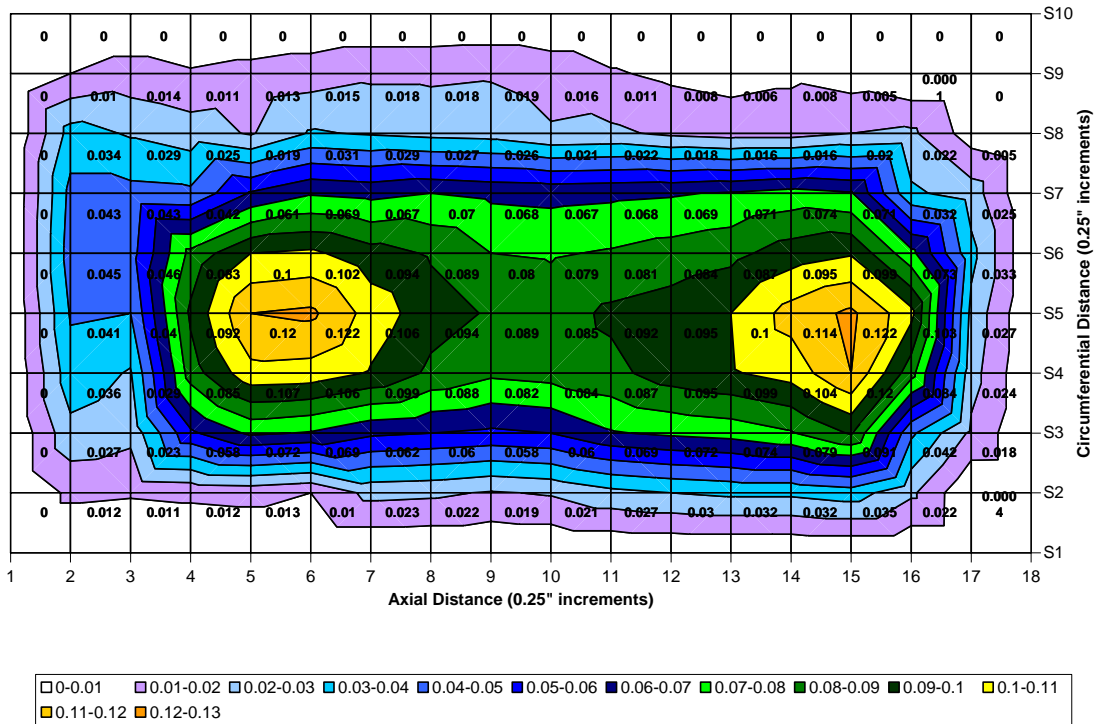 S10
0 0 0 0 0 0 0 0 0 0 0 0 0 0 0 0 0
S9
0 0.01 0.014 0.011 0.013 0.015 0.018 0.018 0.019 0.016 0.011 0.008 0.006 0.008 0.005 0.000 0
1
S8
0 0.034 0.029 0.025 0.019 0.031 0.029 0.027 0.026 0.021 0.022 0.018 0.016 0.016 0.02 0.022 0.005
S7
0 0.043 0.043 0.042 0.061 0.069 0.067 0.07 0.068 0.067 0.068 0.069 0.071 0.074 0.071 0.032 0.025
S6
0 0.045 0.046 0.083 0.1 0.102 0.094 0.089 0.08 0.079 0.081 0.084 0.087 0.095 0.099 0.033
S5
0 0.041 0.04 0.092 0.12 0.122 0.106 0.094 0.089 0.085 0.092 0.095 0.1 0.114 0.122 0.103 0.027
S4
0 0.036 0.029 0.085 0.107 0.106 0.099 0.088 0.082 0.084 0.087 0.095 0.099 0.104 0.12 0.084 0.024
S3
0 0.027 0.023 0.058 0.072 0.069 0.062 0.06 0.058 0.06 0.069 0.072 0.074 0.079 0.091 0.042 0.018
S2
0 0.012 0.011 0.012 0.013 0.01 0.023 0.022 0.019 0.021 0.027 0.03 0.032 0.032 0.035 0.022 0.000
4
S1
Circumferential Distance (0.25" increments)
1 2 3 4 5 6 7 8 9 10 11 12 13 14 15 16 17 18
Axial Distance (0.25" increments)
0-0.01 0.01-0.02 0.02-0.03 0.03-0.04 0.04-0.05 0.05-0.06 0.06-0.07 0.07-0.08 0.08-0.09 0.09-0.1 0.1-0.11
0.11-0.12 0.12-0.13